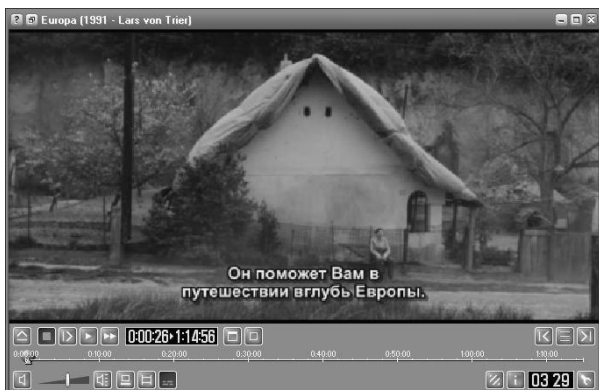 Europa (1991 - Lars von Trier)
Он поможет Вам в
путешествии вглубь Европы.
0:00:26 1:14:56
0:00:00 0:10:00 0:20:00 0:30:00 0:40:00 0:50:00 1:00:00 1:10:00
03 29